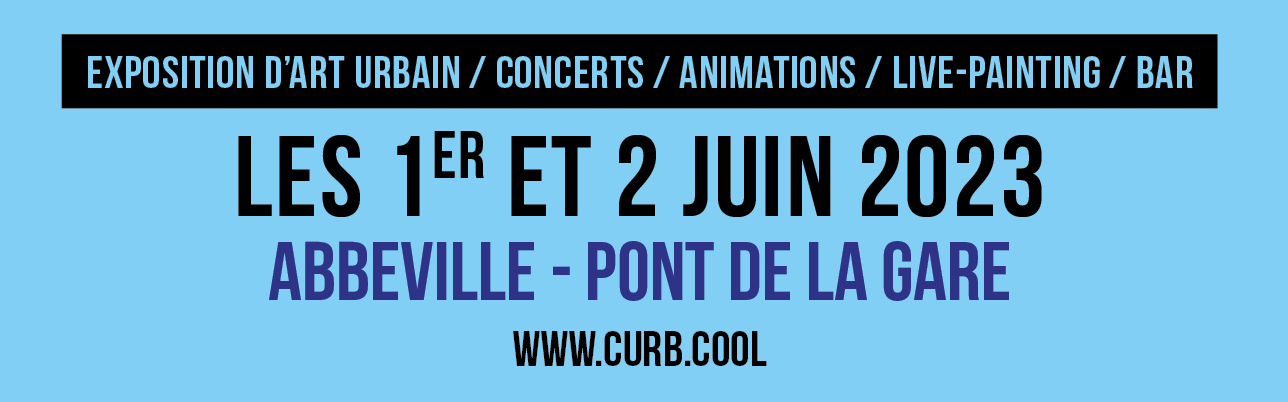 EXPOSITION D’ART URBAIN / CONCERTS / ANIMATIONS / LIVE-PAINTING / BAR
LES 1ER ET 2 JUIN 2023
ABBEVILLE - PONT DE LA GARE
WWW.CURB.COOL